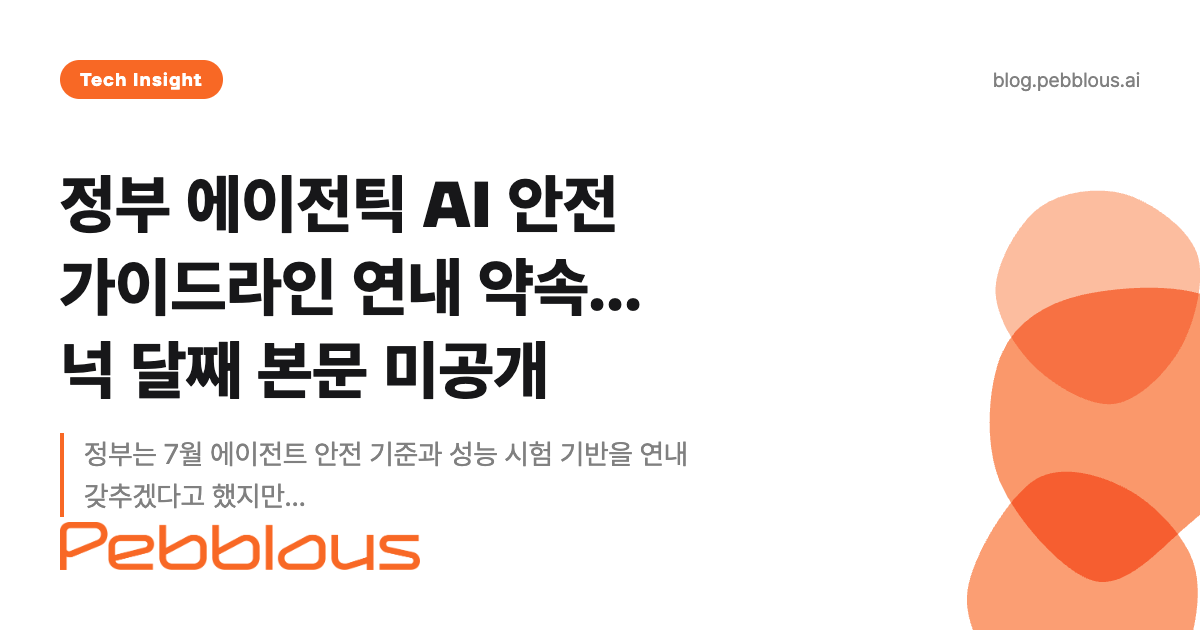 Tech Insight
blog.pebblous.ai
정부 에이전틱 AI 안전
가이드라인 연내 약속...
넉 달째 본문 미공개
정부는 7월 에이전트 안전 기준과 성능 시험 기반을 연내
갖추겠다고 했지만...
Pebblous